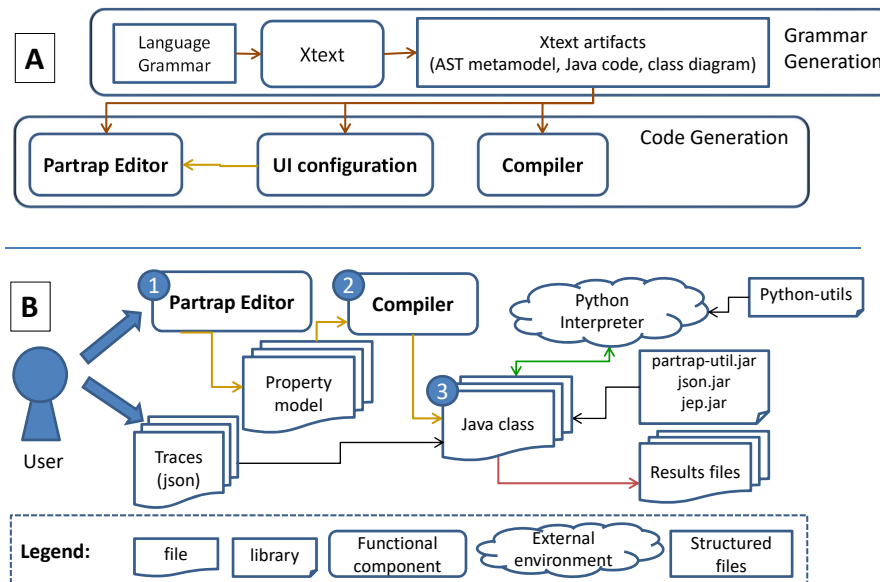 A
Language
Grammar
Xtext
Xtext artifacts
(AST metamodel, Java code, class diagram)
Grammar
Generation
Code Generation
Partrap Editor
UI configuration
Compiler
B
1
Partrap Editor
2
Compiler
Python
Interpreter
Python-utils
Property
model
3
Java class
partrap-util.jar
json.jar
jep.jar
User
Traces
(json)
Results files
Legend:
file
library
Functional
component
External
environment
Structured
files